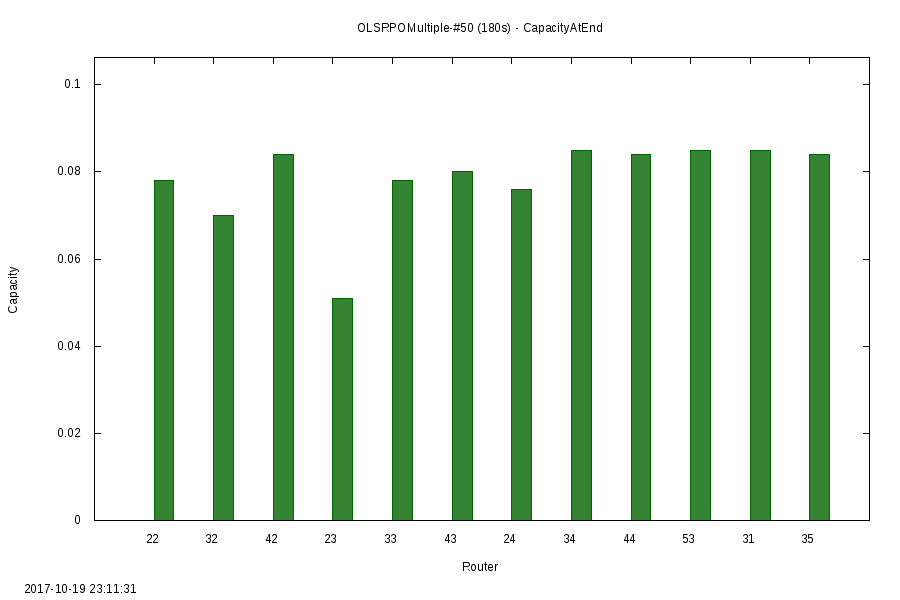 OLSRPOMultiple-#50 (180s) - CapacityAtEnd
0.1
0.08
0.06
0.04
0.02
0
Capacity
22 32 42 23 33 43 24 34 44 53 31 35
Router
2017-10-19 23:11:31